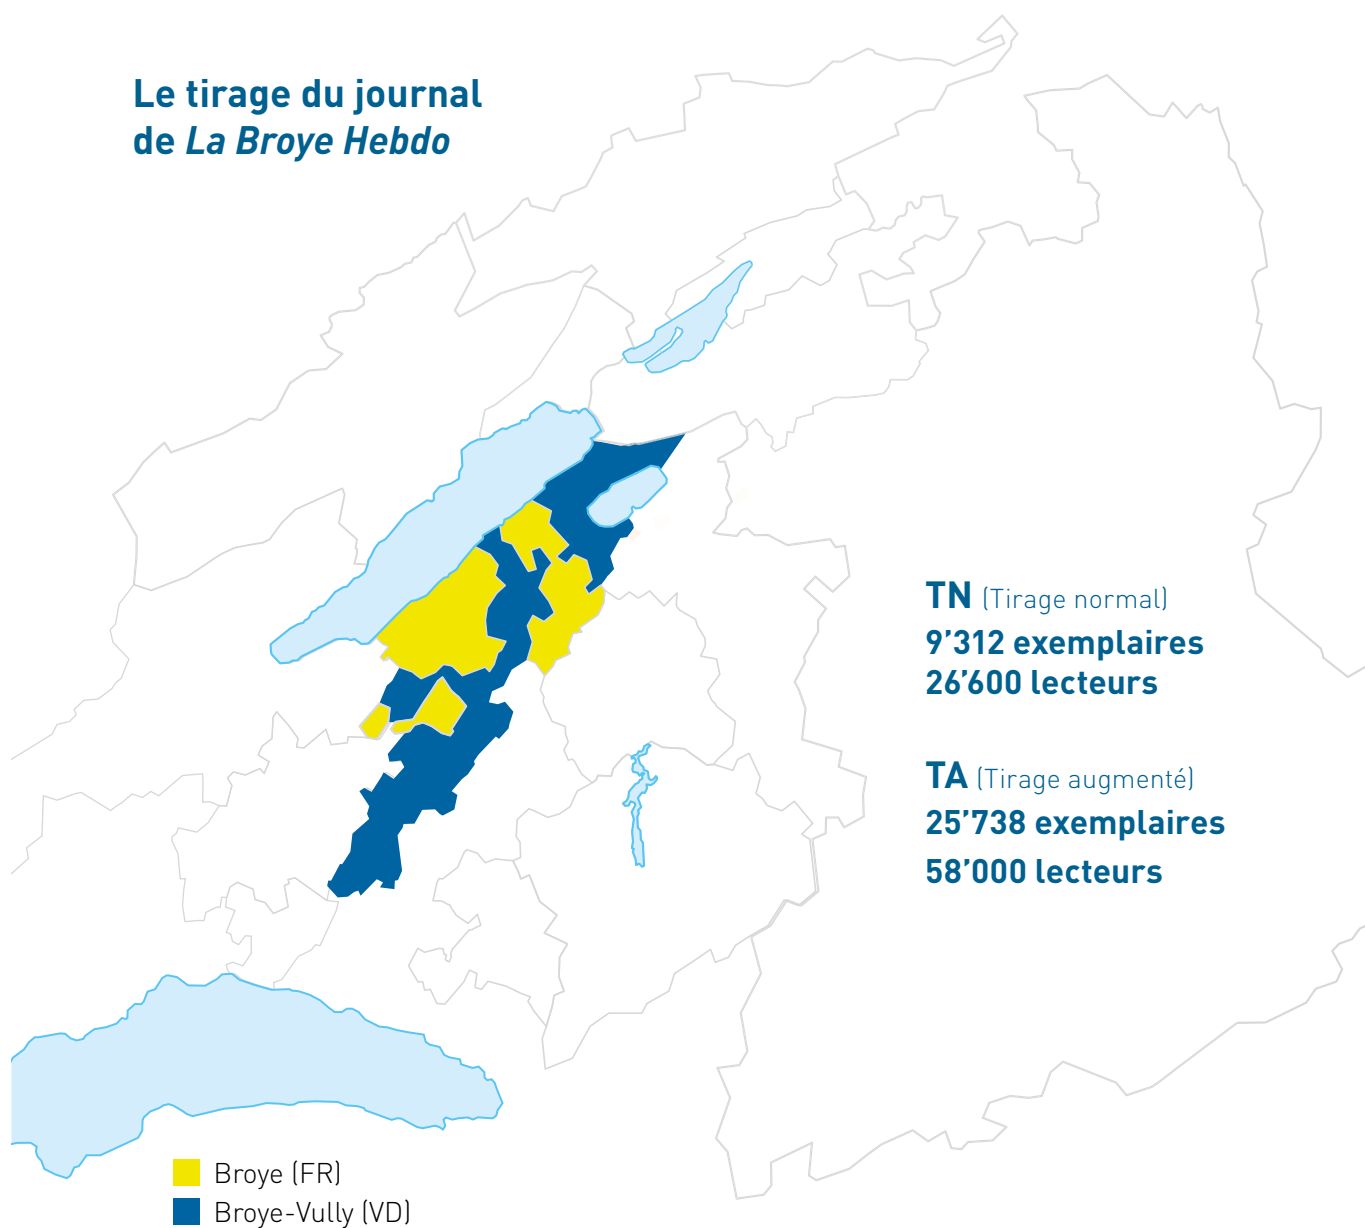 Le tirage du journal
de La Broye Hebdo
TN (Tirage normal)
9’312 exemplaires
26’600 lecteurs
TA (Tirage augmenté)
25’738 exemplaires
58’000 lecteurs
Broye (FR)
Broye-Vully (VD)